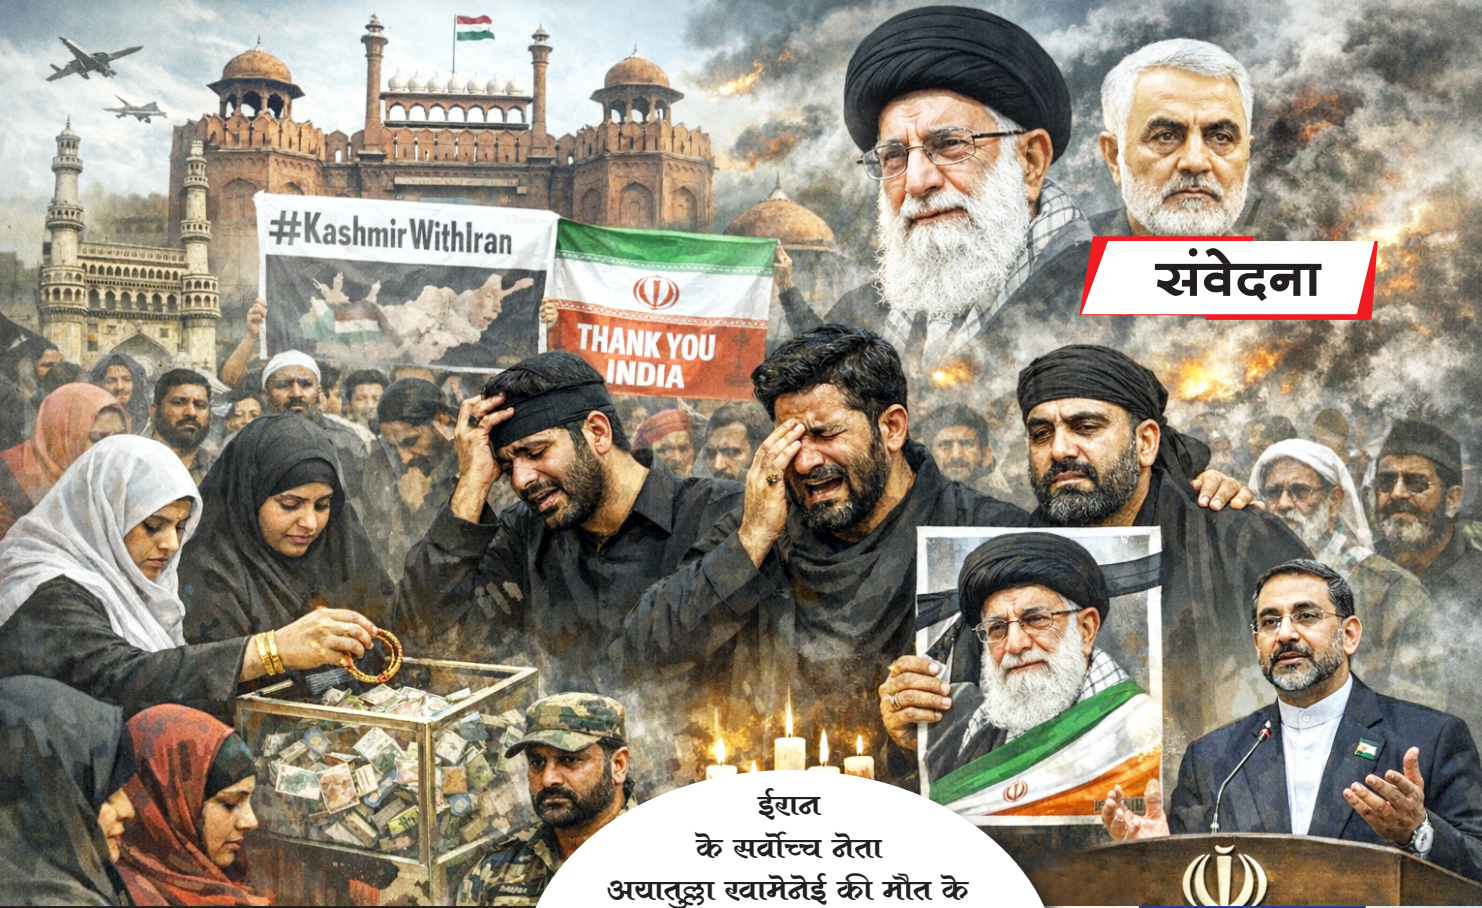 #KashmirWithIran
THANK YOU
INDIA
संवेदना
ईरान
के सर्वोच्च नेता
अयातुल्ला खामेनेई की मौत के